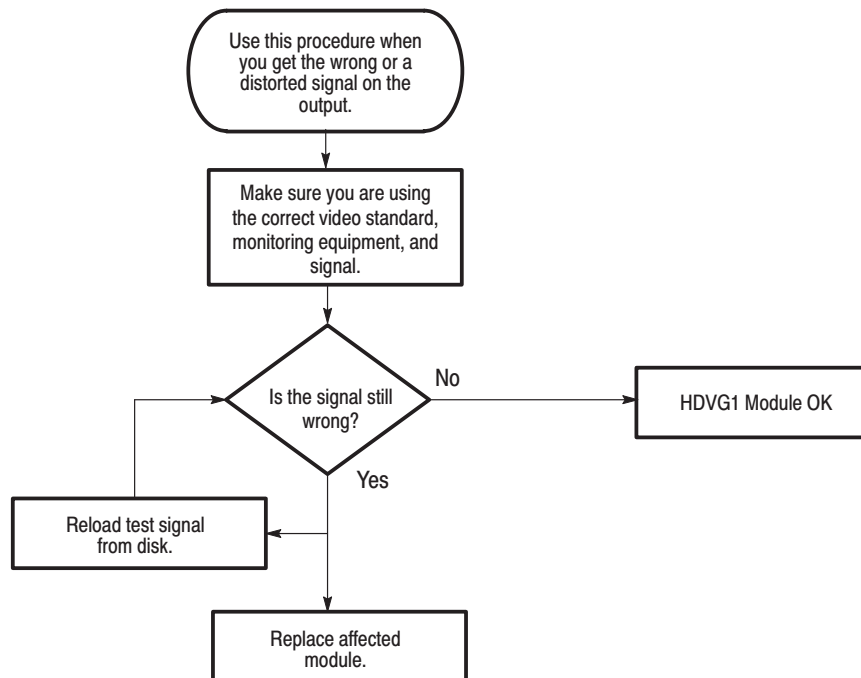 Use this procedure when
you get the wrong or a
distorted signal on the
output.
Make sure you are using
the correct video standard,
monitoring equipment, and
signal.
Is the signal still
wrong?
No
HDVG1 Module OK
Yes
Reload test signal
from disk.
Replace affected
module.